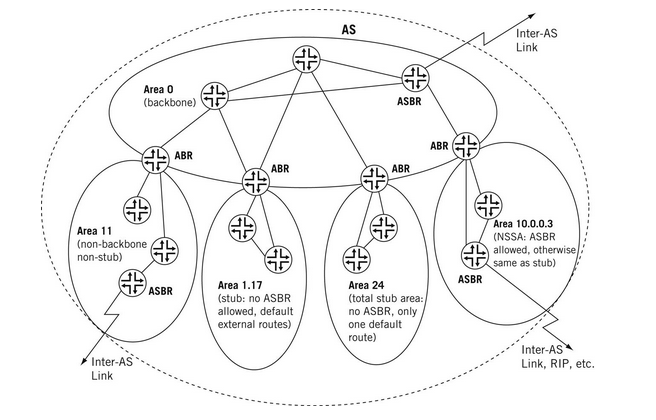 AS
Inter-AS
Link
Area 0
(backbone)
ASBR
ABR
ABR
ABR
ABR
Area 11
(non-backbone
non-stub)
ASBR
Area 1.17
(stub: no ASBR
allowed, default
external routes)
Area 24
(total stub area:
no ASBR, only
one default
route)
Area 10.0.0.3
(NSSA: ASBR
allowed, otherwise
same as stub)
ASBR
Inter-AS
Link
Inter-AS
Link, RIP, etc.